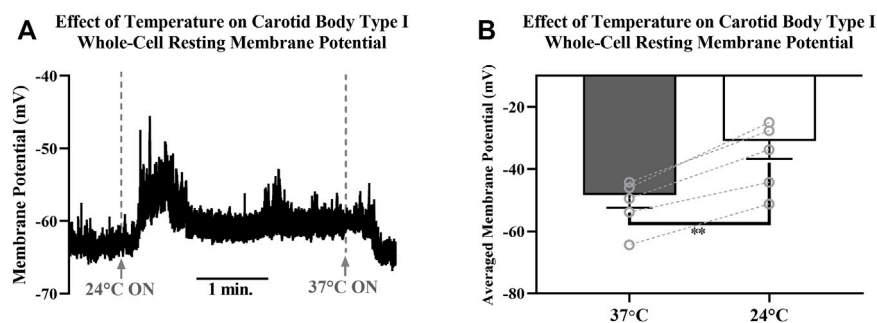 A
Effect of Temperature on Carotid Body Type I
Whole-Cell Resting Membrane Potential
Membrane Potential (mV)
-40
-50
-60
-70
24°C ON
1 min.
37°C ON
B
Effect of Temperature on Carotid Body Type I
Whole-Cell Resting Membrane Potential
Averaged Membrane Potential (mV)
-20
-40
-60
-80
**
37°C
24°C